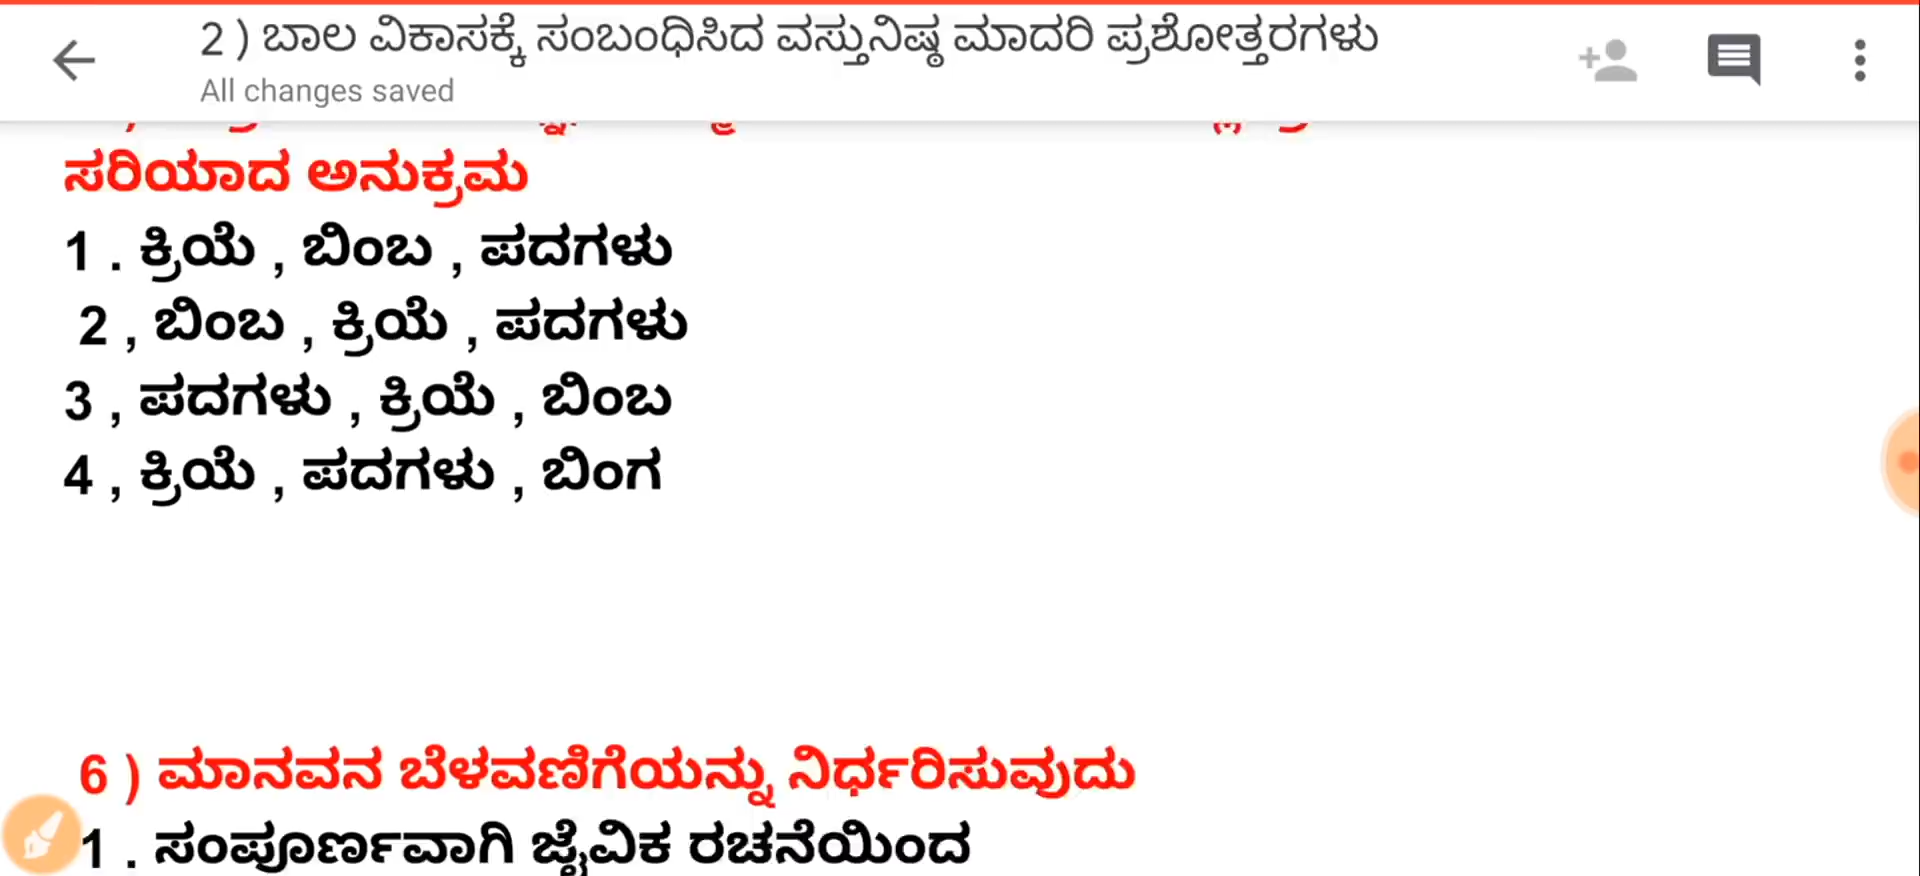 2 ) ಬಾಲ ವಿಕಾಸಕ್ಕೆ ಸಂಬಂಧಿಸಿದ ವಸ್ತುನಿಷ್ಠ ಮಾದರಿ ಪ್ರಶೋತ್ತರಗಳು
All changes saved
ಸರಿಯಾದ ಅನುಕ್ರಮ
1 . ಕ್ರಿಯೆ , ಬಿಂಬ , ಪದಗಳು
2 , ಬಿಂಬ , ಕ್ರಿಯೆ , ಪದಗಳು
3 , ಪದಗಳು , ಕ್ರಿಯೆ , ಬಿಂಬ
4 , ಕ್ರಿಯೆ , ಪದಗಳು , ಬಿಂಗ
6 ) ಮಾನವನ ಬೆಳವಣಿಗೆಯನ್ನು ನಿರ್ಧರಿಸುವುದು
1 . ಸಂಪೂರ್ಣವಾಗಿ ಜೈವಿಕ ರಚನೆಯಿಂದ